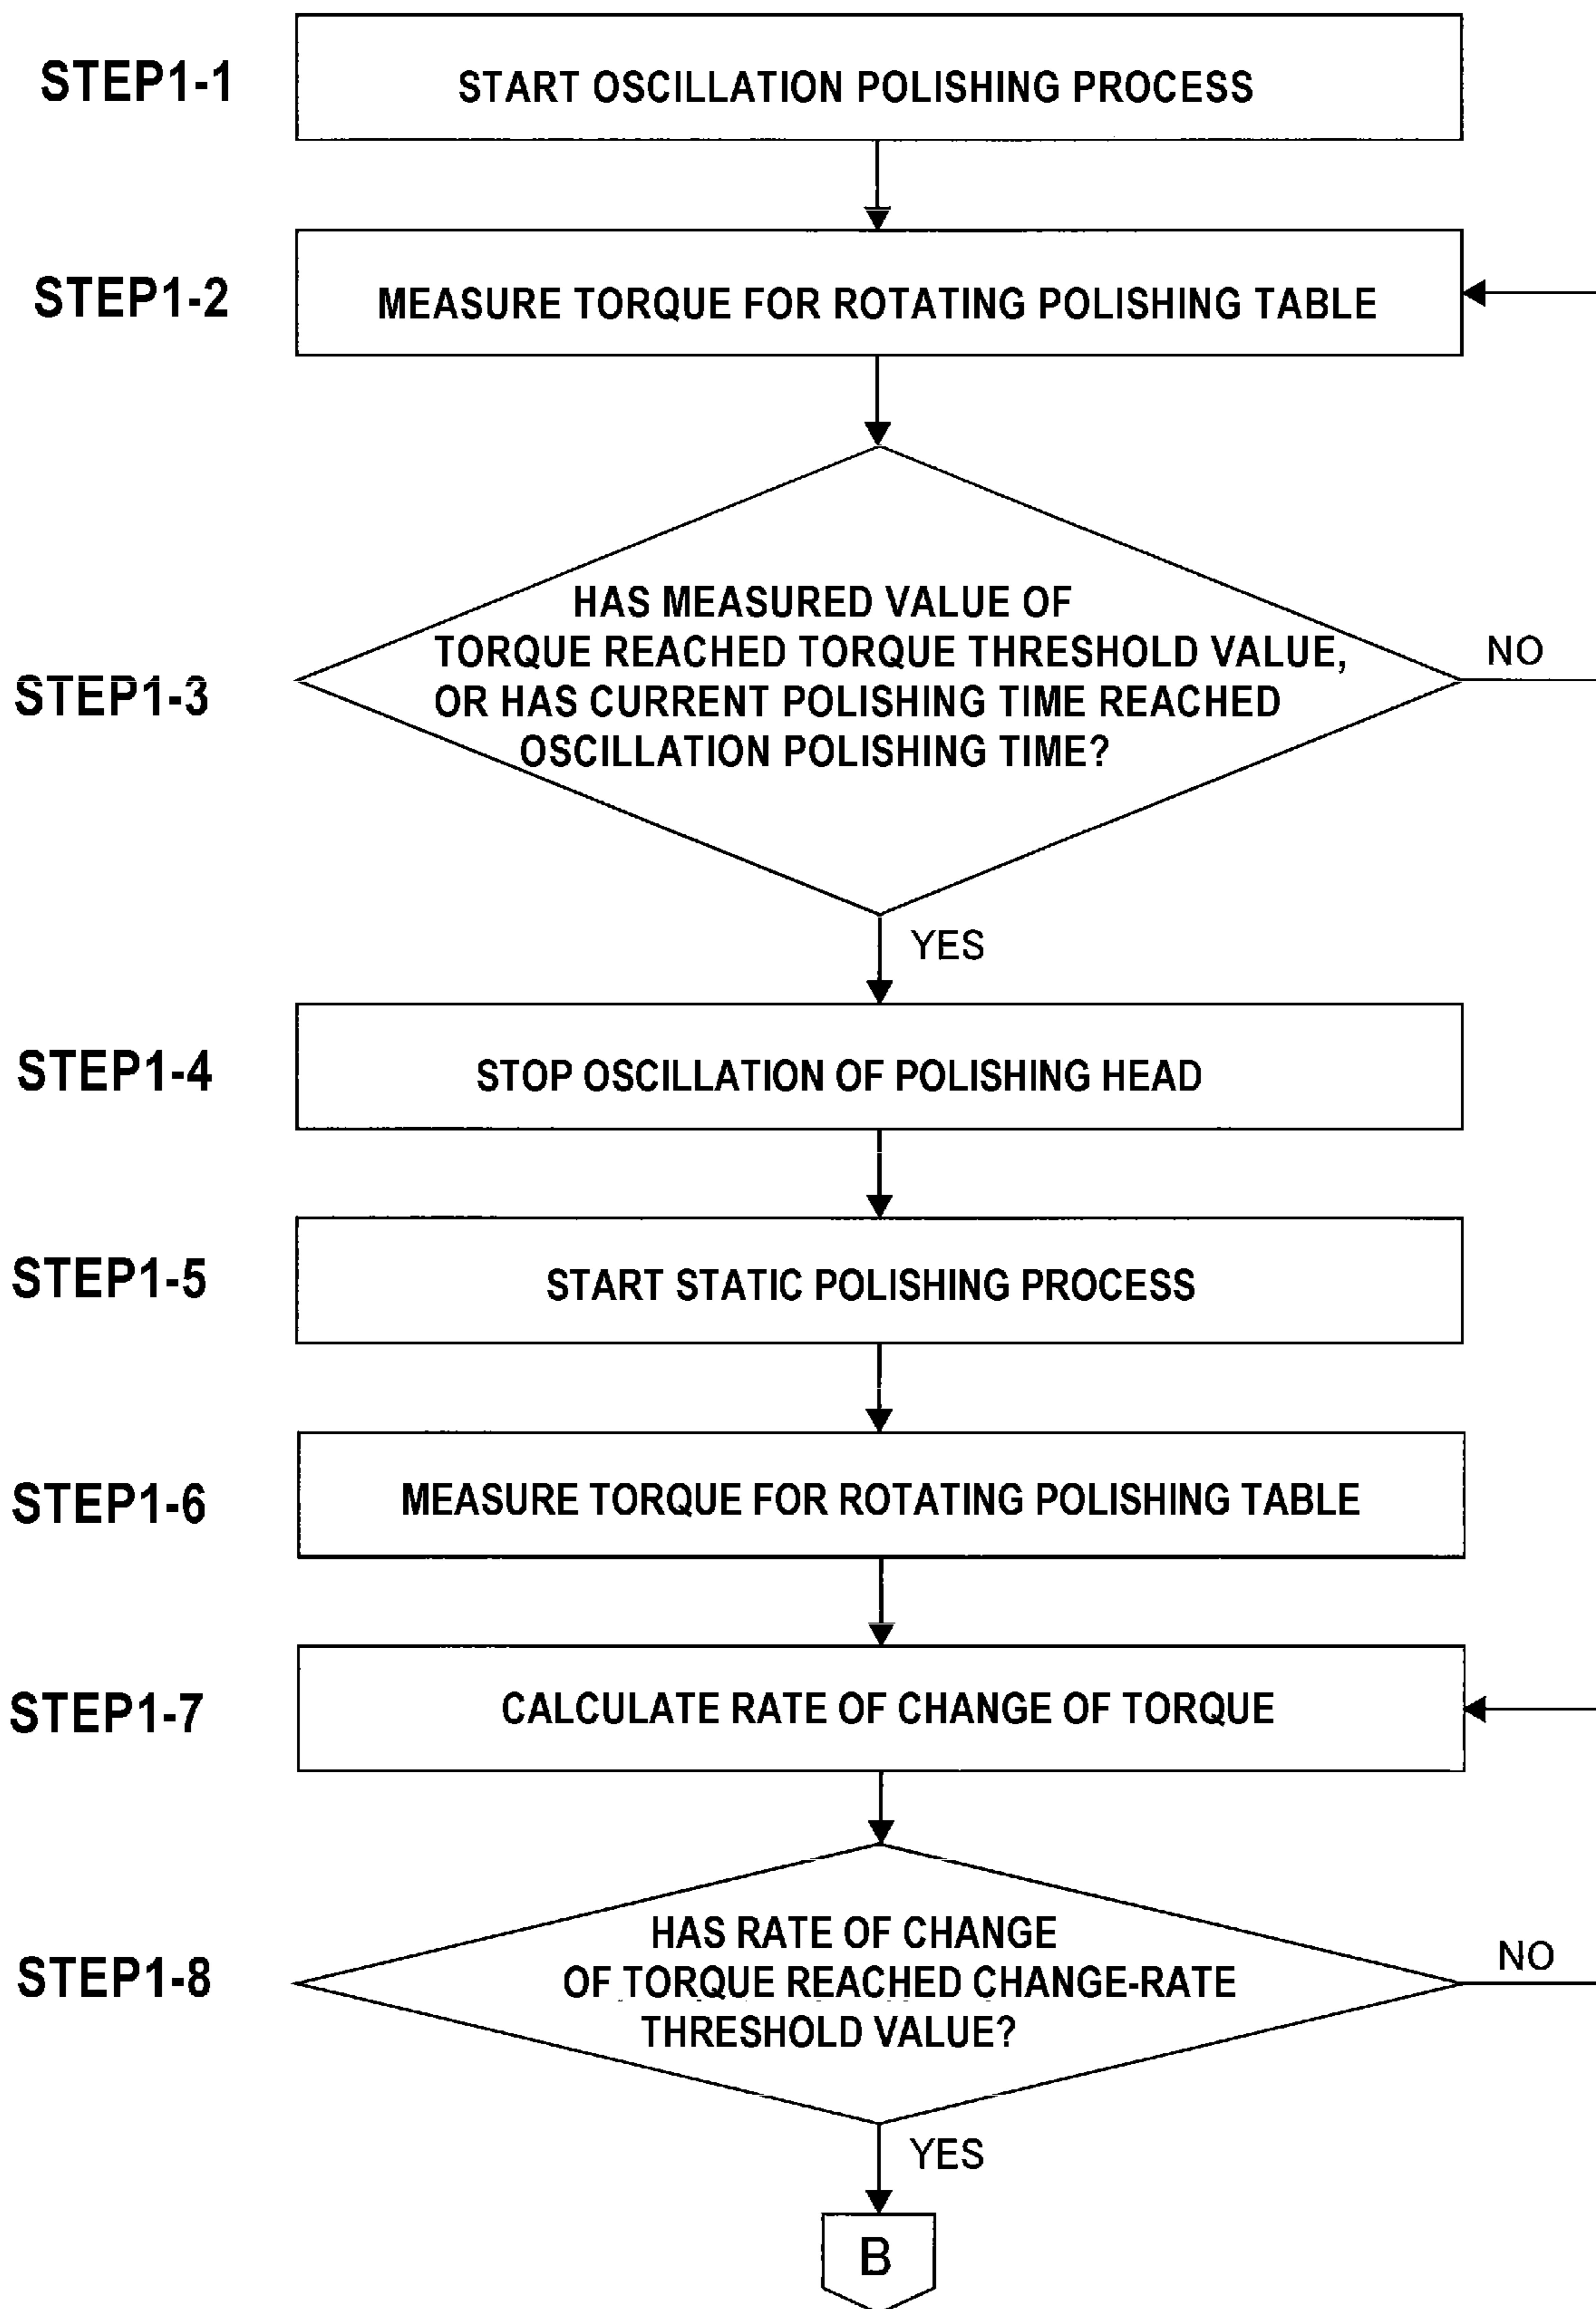 STEP1-1
START OSCILLATION POLISHING PROCESS
STEP1-2
MEASURE TORQUE FOR ROTATING POLISHING TABLE
STEP1-3
HAS MEASURED VALUE OF
TORQUE REACHED TORQUE THRESHOLD VALUE,
OR HAS CURRENT POLISHING TIME REACHED
OSCILLATION POLISHING TIME?
NO
YES
STEP1-4
STOP OSCILLATION OF POLISHING HEAD
STEP1-5
START STATIC POLISHING PROCESS
STEP1-6
MEASURE TORQUE FOR ROTATING POLISHING TABLE
STEP1-7
CALCULATE RATE OF CHANGE OF TORQUE
STEP1-8
HAS RATE OF CHANGE
OF TORQUE REACHED CHANGE-RATE
THRESHOLD VALUE?
NO
YES
B